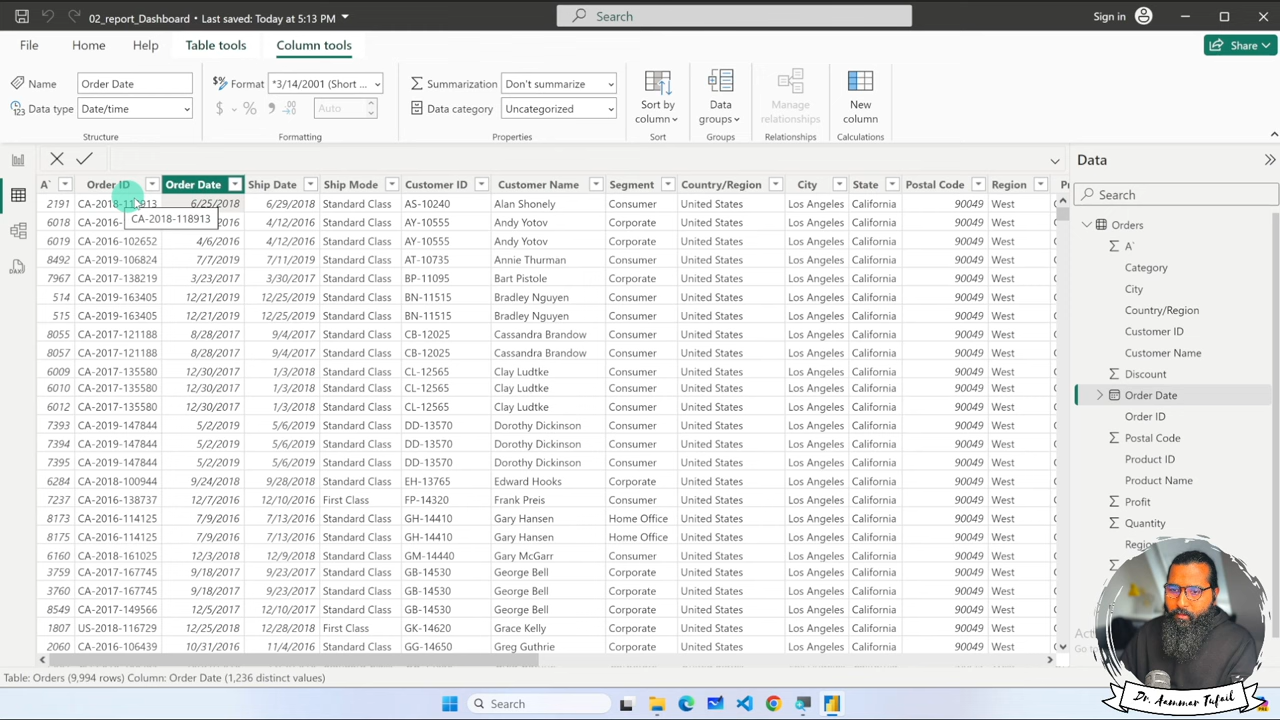 02_report_Dashboard • Last saved: Today at 5:13 PM
Search
Sign in
File Home Help Table tools Column tools
Share
Name Order Date
Format *3/14/2001 (Short ...
Summarization Don't summarize
Data type Date/time
$ % Auto
Data category Uncategorized
Sort by column
Data groups
Manage relationships
New column
Structure Formatting Properties Sort Groups Relationships Calculations
Data
Search
A` Order ID Order Date Ship Date Ship Mode Customer ID Customer Name Segment Country/Region City State Postal Code Region
2191 CA-2018-118913 6/25/2018 6/29/2018 Standard Class AS-10240 Alan Shonely Consumer United States Los Angeles California 90049 West
CA-2018-118913
6018 CA-2016- 2016 4/12/2016 Standard Class AY-10555 Andy Yotov Consumer United States Los Angeles California 90049 West
6019 CA-2016-102652 4/6/2016 4/12/2016 Standard Class AY-10555 Andy Yotov Consumer United States Los Angeles California 90049 West
8492 CA-2019-106824 7/7/2019 7/11/2019 Standard Class AT-10735 Annie Thurman Consumer United States Los Angeles California 90049 West
7967 CA-2017-138219 3/23/2017 3/30/2017 Standard Class BP-11095 Bart Pistole Corporate United States Los Angeles California 90049 West
514 CA-2019-163405 12/21/2019 12/25/2019 Standard Class BN-11515 Bradley Nguyen Consumer United States Los Angeles California 90049 West
515 CA-2019-163405 12/21/2019 12/25/2019 Standard Class BN-11515 Bradley Nguyen Consumer United States Los Angeles California 90049 West
8055 CA-2017-121188 8/28/2017 9/4/2017 Standard Class CB-12025 Cassandra Brandow Consumer United States Los Angeles California 90049 West
8057 CA-2017-121188 8/28/2017 9/4/2017 Standard Class CB-12025 Cassandra Brandow Consumer United States Los Angeles California 90049 West
6009 CA-2017-135580 12/30/2017 1/3/2018 Standard Class CL-12565 Clay Ludtke Consumer United States Los Angeles California 90049 West
6010 CA-2017-135580 12/30/2017 1/3/2018 Standard Class CL-12565 Clay Ludtke Consumer United States Los Angeles California 90049 West
6012 CA-2017-135580 12/30/2017 1/3/2018 Standard Class CL-12565 Clay Ludtke Consumer United States Los Angeles California 90049 West
7393 CA-2019-147844 5/2/2019 5/6/2019 Standard Class DD-13570 Dorothy Dickinson Consumer United States Los Angeles California 90049 West
7394 CA-2019-147844 5/2/2019 5/6/2019 Standard Class DD-13570 Dorothy Dickinson Consumer United States Los Angeles California 90049 West
7395 CA-2019-147844 5/2/2019 5/6/2019 Standard Class DD-13570 Dorothy Dickinson Consumer United States Los Angeles California 90049 West
6284 CA-2018-100944 9/24/2018 9/28/2018 Standard Class EH-13765 Edward Hooks Corporate United States Los Angeles California 90049 West
7237 CA-2016-138737 12/7/2016 12/10/2016 First Class FP-14320 Frank Preis Consumer United States Los Angeles California 90049 West
8173 CA-2016-114125 7/9/2016 7/13/2016 Standard Class GH-14410 Gary Hansen Home Office United States Los Angeles California 90049 West
8175 CA-2016-114125 7/9/2016 7/13/2016 Standard Class GH-14410 Gary Hansen Home Office United States Los Angeles California 90049 West
6160 CA-2018-161025 12/3/2018 12/9/2018 Standard Class GM-14440 Gary McGarr Consumer United States Los Angeles California 90049 West
3759 CA-2017-167745 9/18/2017 9/23/2017 Standard Class GB-14530 George Bell Corporate United States Los Angeles California 90049 West
3760 CA-2017-167745 9/18/2017 9/23/2017 Standard Class GB-14530 George Bell Corporate United States Los Angeles California 90049 West
8549 CA-2017-149566 12/5/2017 12/10/2017 Standard Class GB-14530 George Bell Corporate United States Los Angeles California 90049 West
1807 US-2018-116729 12/25/2018 12/28/2018 First Class GK-14620 Grace Kelly Corporate United States Los Angeles California 90049 West
2060 CA-2016-106439 10/31/2016 11/4/2016 Standard Class GG-14650 Greg Guthrie Corporate United States Los Angeles California 90049 West
Orders
A`
Category
City
Country/Region
Customer ID
Customer Name
Discount
Order Date
Order ID
Postal Code
Product ID
Product Name
Profit
Quantity
Table: Orders (9,994 rows) Column: Order Date (1,236 distinct values)
Dr. Aammar Tufail
Search